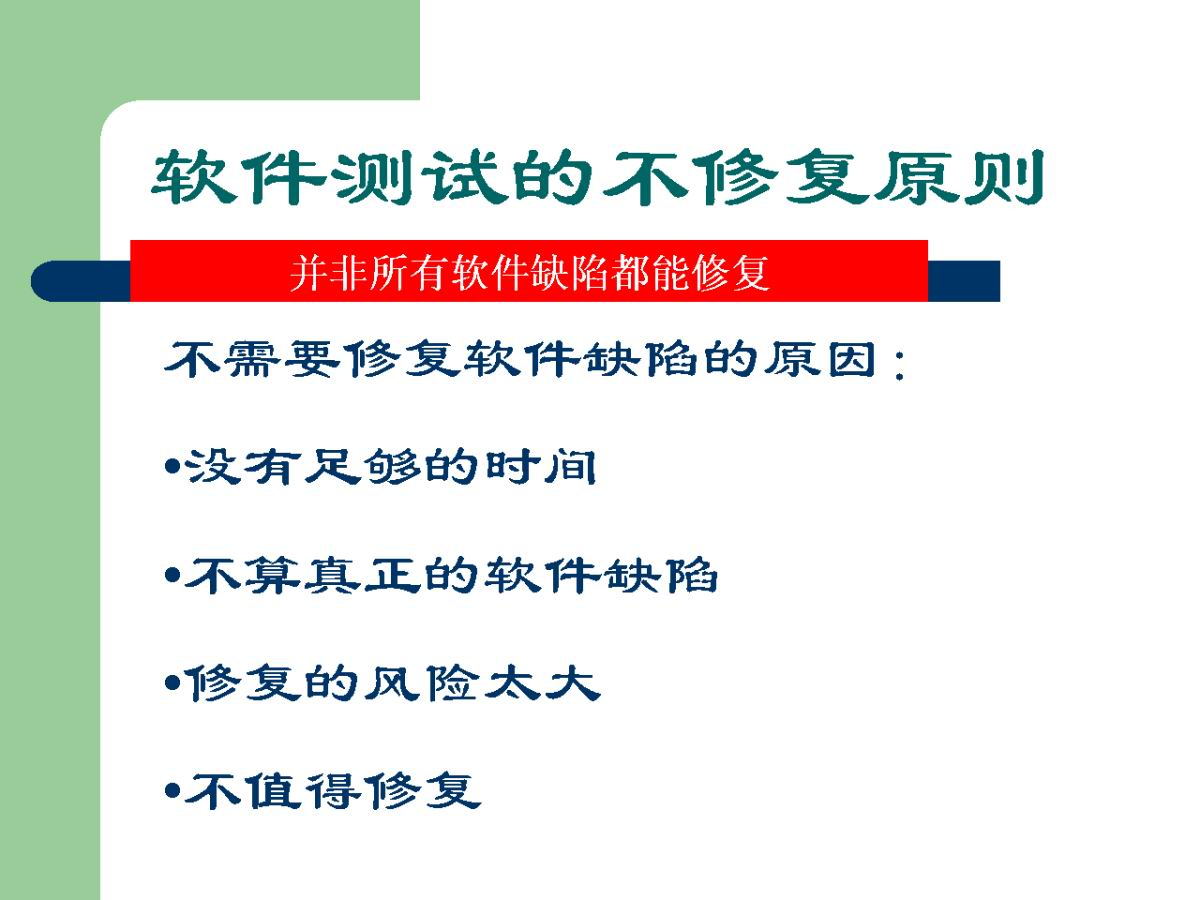 软件测试的不修复原则
并非所有软件缺陷都能修复
不需要修复软件缺陷的原因：
•没有足够的时间
•不算真正的软件缺陷
•修复的风险太大
•不值得修复